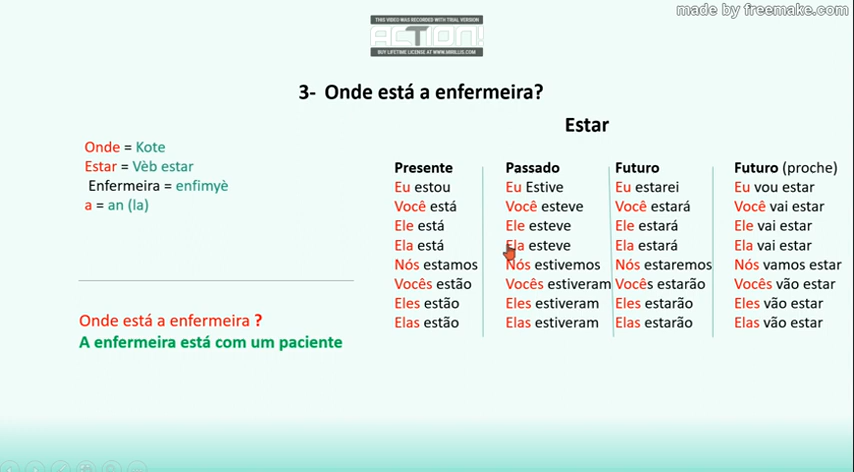 made by freemake.com
THIS VIDEO WAS RECORDED WITH TRIAL VERSION
ACTION!
BUY LIFETIME LICENSE AT WWW.MIRILLIS.COM
3- Onde está a enfermeira?
Estar
Onde = Kote
Estar = Vèb estar
Enfermeira = enfimyè
a = an (la)
Onde está a enfermeira ?
A enfermeira está com um paciente
Presente
Eu estou
Você está
Ele está
Ela está
Nós estamos
Vocês estão
Eles estão
Elas estão
Passado
Eu Estive
Você esteve
Ele esteve
Ela esteve
Nós estivemos
Vocês estiveram
Eles estiveram
Elas estiveram
Futuro
Eu estarei
Você estará
Ele estará
Ela estará
Nós estaremos
Vocês estarão
Eles estarão
Elas estarão
Futuro (proche)
Eu vou estar
Você vai estar
Ele vai estar
Ela vai estar
Nós vamos estar
Vocês vão estar
Eles vão estar
Elas vão estar